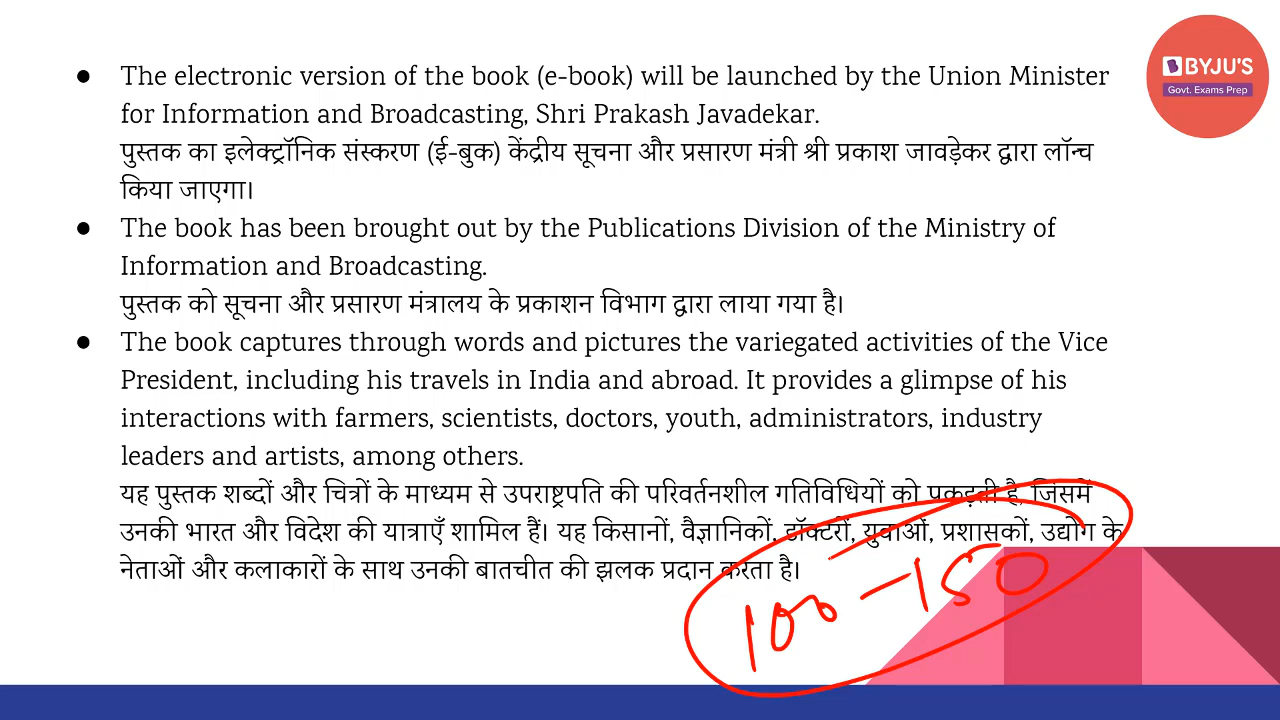 BYJU'S
Govt. Exams Prep
● The electronic version of the book (e-book) will be launched by the Union Minister
for Information and Broadcasting, Shri Prakash Javadekar.
पुस्तक का इलेक्ट्रॉनिक संस्करण (ई-बुक) केंद्रीय सूचना और प्रसारण मंत्री श्री प्रकाश जावड़ेकर द्वारा लॉन्च
किया जाएगा।
● The book has been brought out by the Publications Division of the Ministry of
Information and Broadcasting.
पुस्तक को सूचना और प्रसारण मंत्रालय के प्रकाशन विभाग द्वारा लाया गया है।
● The book captures through words and pictures the variegated activities of the Vice
President, including his travels in India and abroad. It provides a glimpse of his
interactions with farmers, scientists, doctors, youth, administrators, industry
leaders and artists, among others.
यह पुस्तक शब्दों और चित्रों के माध्यम से उपराष्ट्रपति की परिवर्तनशील गतिविधियों को पकड़ती है, जिसमें
उनकी भारत और विदेश की यात्राएँ शामिल हैं। यह किसानों, वैज्ञानिकों, डॉक्टरों, युवाओं, प्रशासकों, उद्योग के
नेताओं और कलाकारों के साथ उनकी बातचीत की झलक प्रदान करता है।
100-150